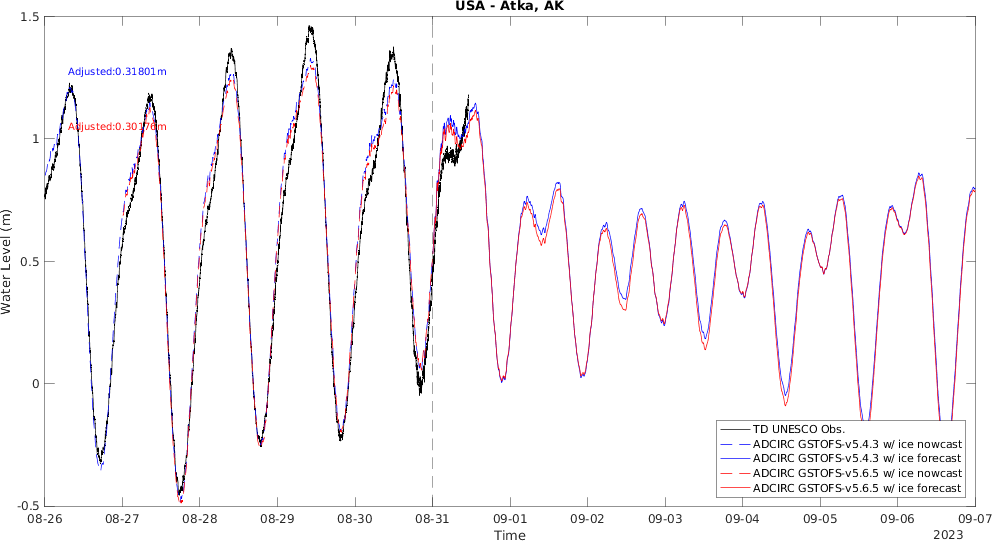 USA - Atka, AK
1.5
1
0.5
0
-0.5
Water Level (m)
Adjusted:0.31801m
Adjusted:0.30176m
TD UNESCO Obs.
ADCIRC GSTOFS-v5.4.3 w/ ice nowcast
ADCIRC GSTOFS-v5.4.3 w/ ice forecast
ADCIRC GSTOFS-v5.6.5 w/ ice nowcast
ADCIRC GSTOFS-v5.6.5 w/ ice forecast
08-26 08-27 08-28 08-29 08-30 08-31 09-01 09-02 09-03 09-04 09-05 09-06 09-07
Time
2023